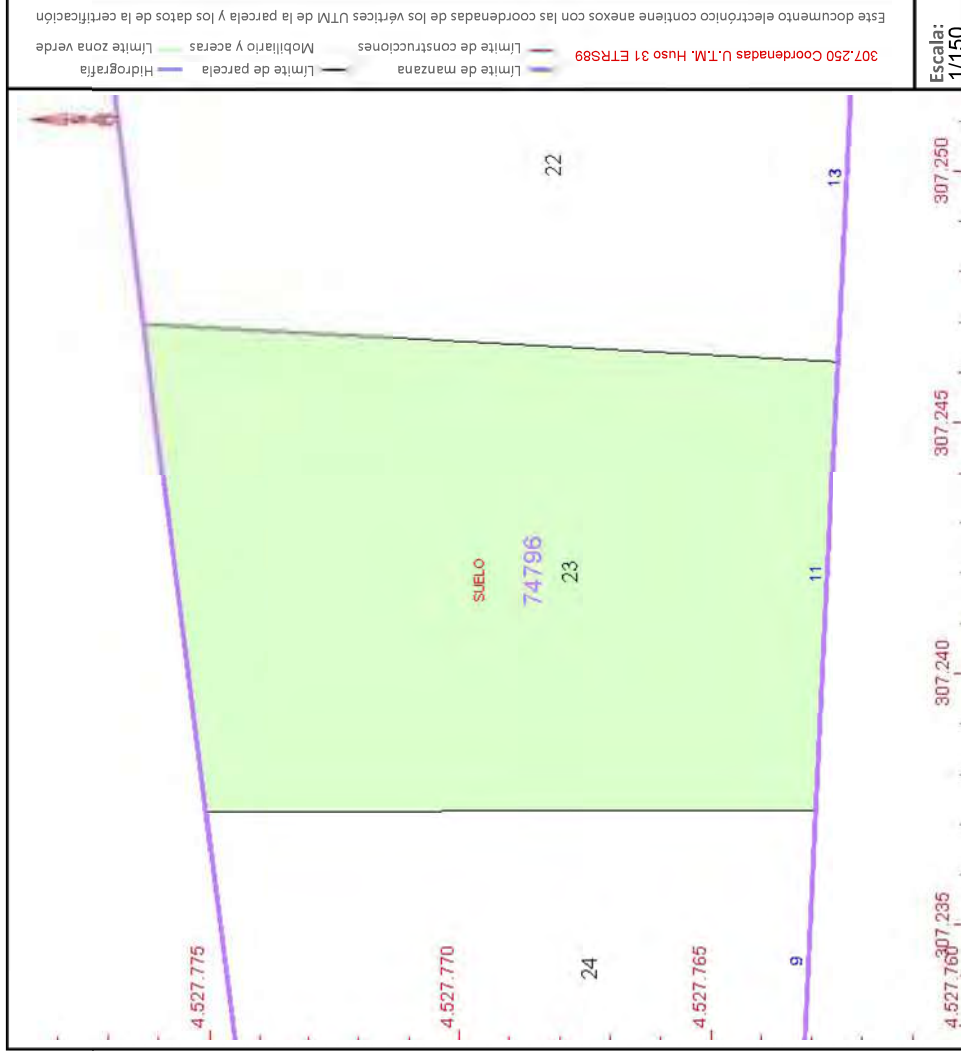 Este documento electrónico contiene anexos con las coordenadas de los vértices UTM de la parcela y los datos de la certificación
307.250 Coordenadas U.T.M. Huso 31 ETRS89
Límite de manzana
Límite de construcciones
Límite de parcela
Mobiliario y aceras
Hidrografía
Límite zona verde
Escala:
1/150
22
13
307.250
307.245
SUELO
74796
23
11
307.240
4.527.775
4.527.770
24
4.527.765
9
307.235
4.527.760